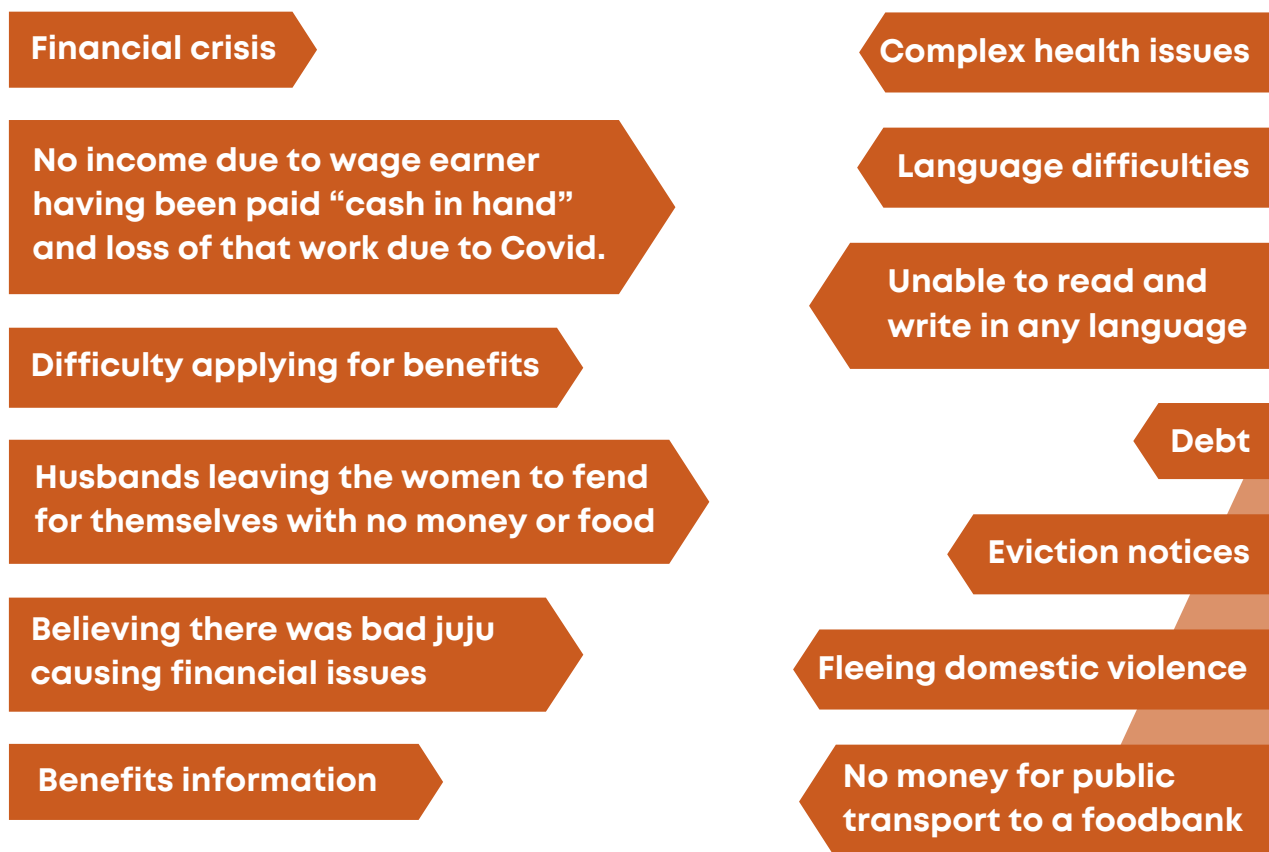 Financial crisis
No income due to wage earner
having been paid “cash in hand”
and loss of that work due to Covid.
Difficulty applying for benefits
Husbands leaving the women to fend
for themselves with no money or food
Believing there was bad juju
causing financial issues
Benefits information
Complex health issues
Language difficulties
Unable to read and
write in any language
Debt
Eviction notices
Fleeing domestic violence
No money for public
transport to a foodbank